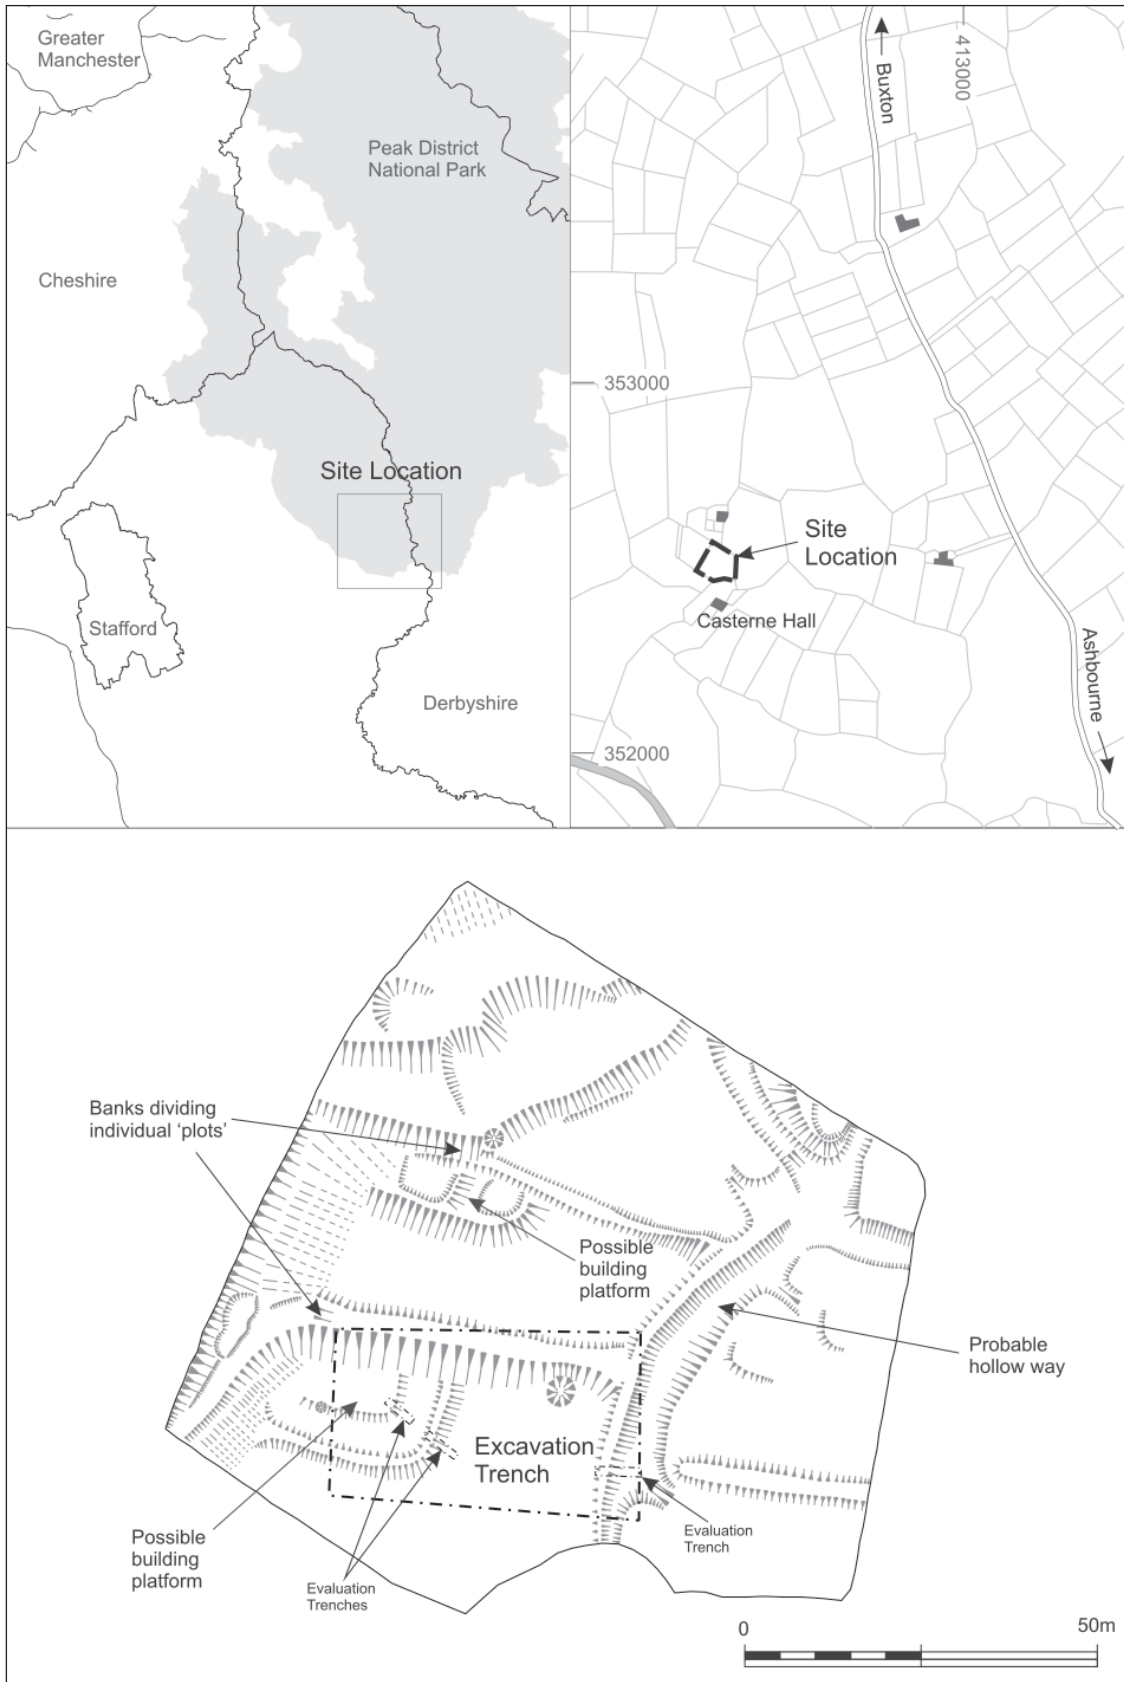 Greater
Manchester
Peak District
National Park
Cheshire
Site Location
Stafford
Derbyshire
Buxton
413000
353000
Site
Location
Casterne Hall
Ashbourne
352000
Banks dividing
individual ‘plots’
Possible
building
platform
Probable
hollow way
Excavation
Trench
Possible
building
platform
Evaluation
Trenches
Evaluation
Trench
0
50m